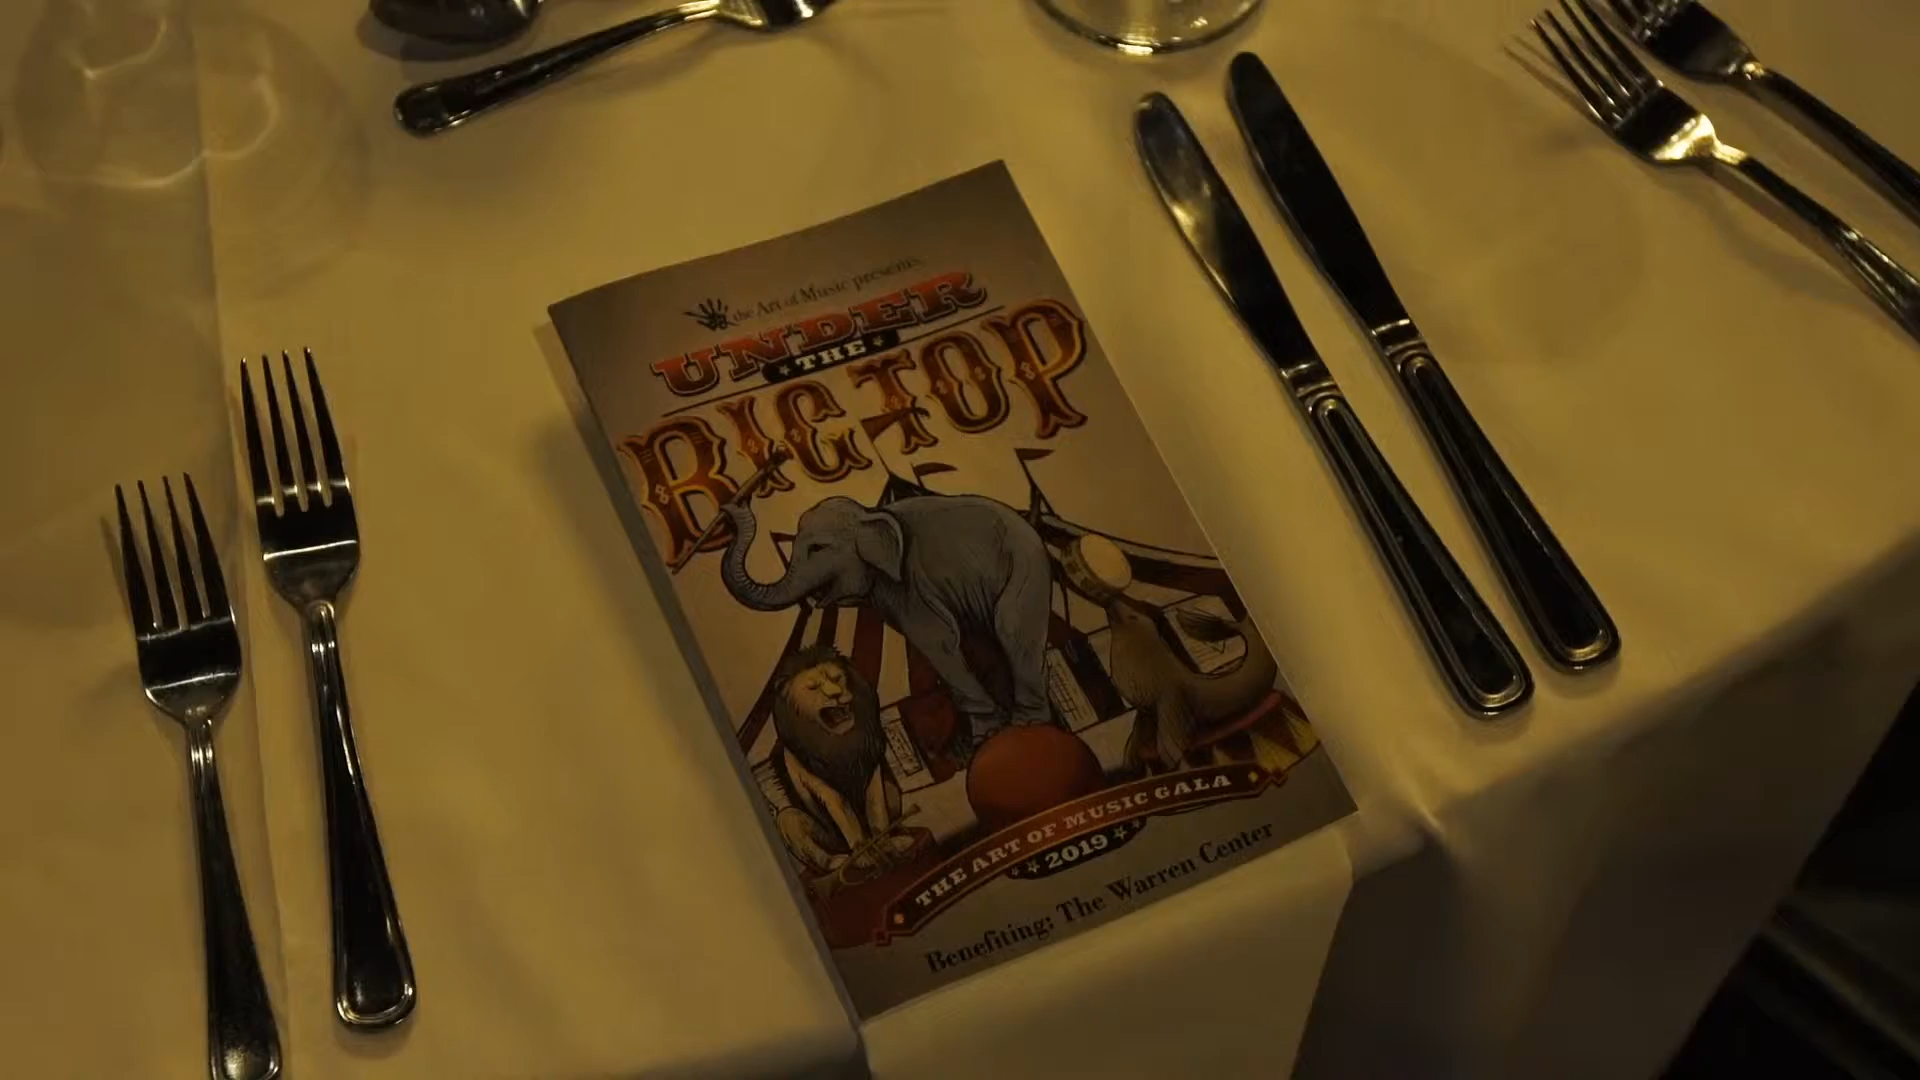 the Art of Music presents
UNDER
THE
BIG TOP
THE ART OF MUSIC GALA
2019
Benefiting: The Warren Center